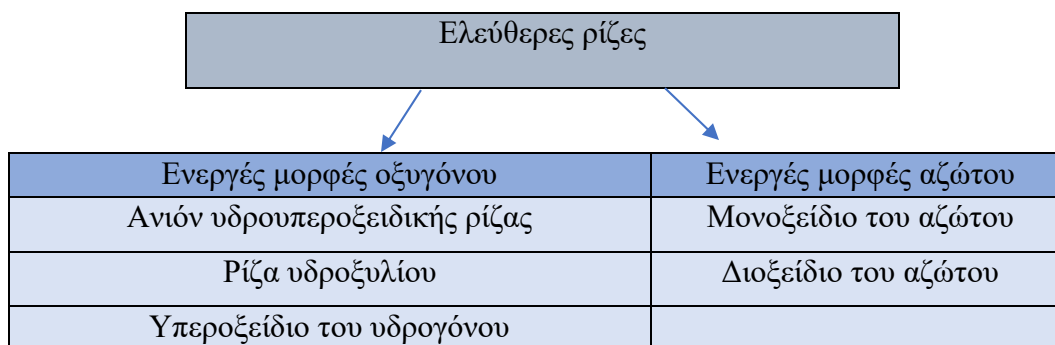 Ελεύθερες ρίζες
Ενεργές μορφές οξυγόνου Ενεργές μορφές αζώτου
Ανιόν υδρουπεροξειδικής ρίζας Μονοξείδιο του αζώτου
Ρίζα υδροξυλίου Διοξείδιο του αζώτου
Υπεροξείδιο του υδρογόνου